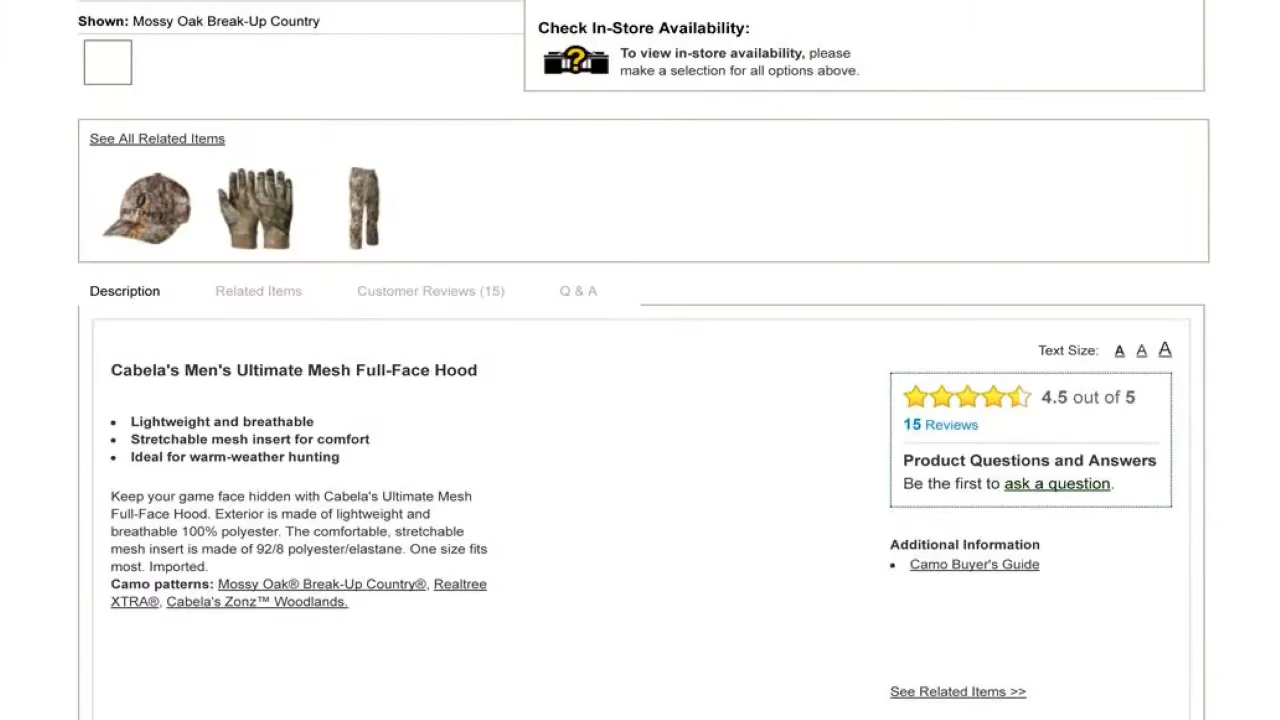 Shown: Mossy Oak Break-Up Country
Check In-Store Availability:
To view in-store availability, please
make a selection for all options above.
See All Related Items
Description Related Items Customer Reviews (15) Q & A
Text Size: A A A
Cabela's Men's Ultimate Mesh Full-Face Hood
• Lightweight and breathable
• Stretchable mesh insert for comfort
• Ideal for warm-weather hunting
Keep your game face hidden with Cabela's Ultimate Mesh
Full-Face Hood. Exterior is made of lightweight and
breathable 100% polyester. The comfortable, stretchable
mesh insert is made of 92/8 polyester/elastane. One size fits
most. Imported.
Camo patterns: Mossy Oak® Break-Up Country®, Realtree
XTRA®, Cabela's Zonz™ Woodlands.
4.5 out of 5
15 Reviews
Product Questions and Answers
Be the first to ask a question.
Additional Information
• Camo Buyer's Guide
See Related Items >>